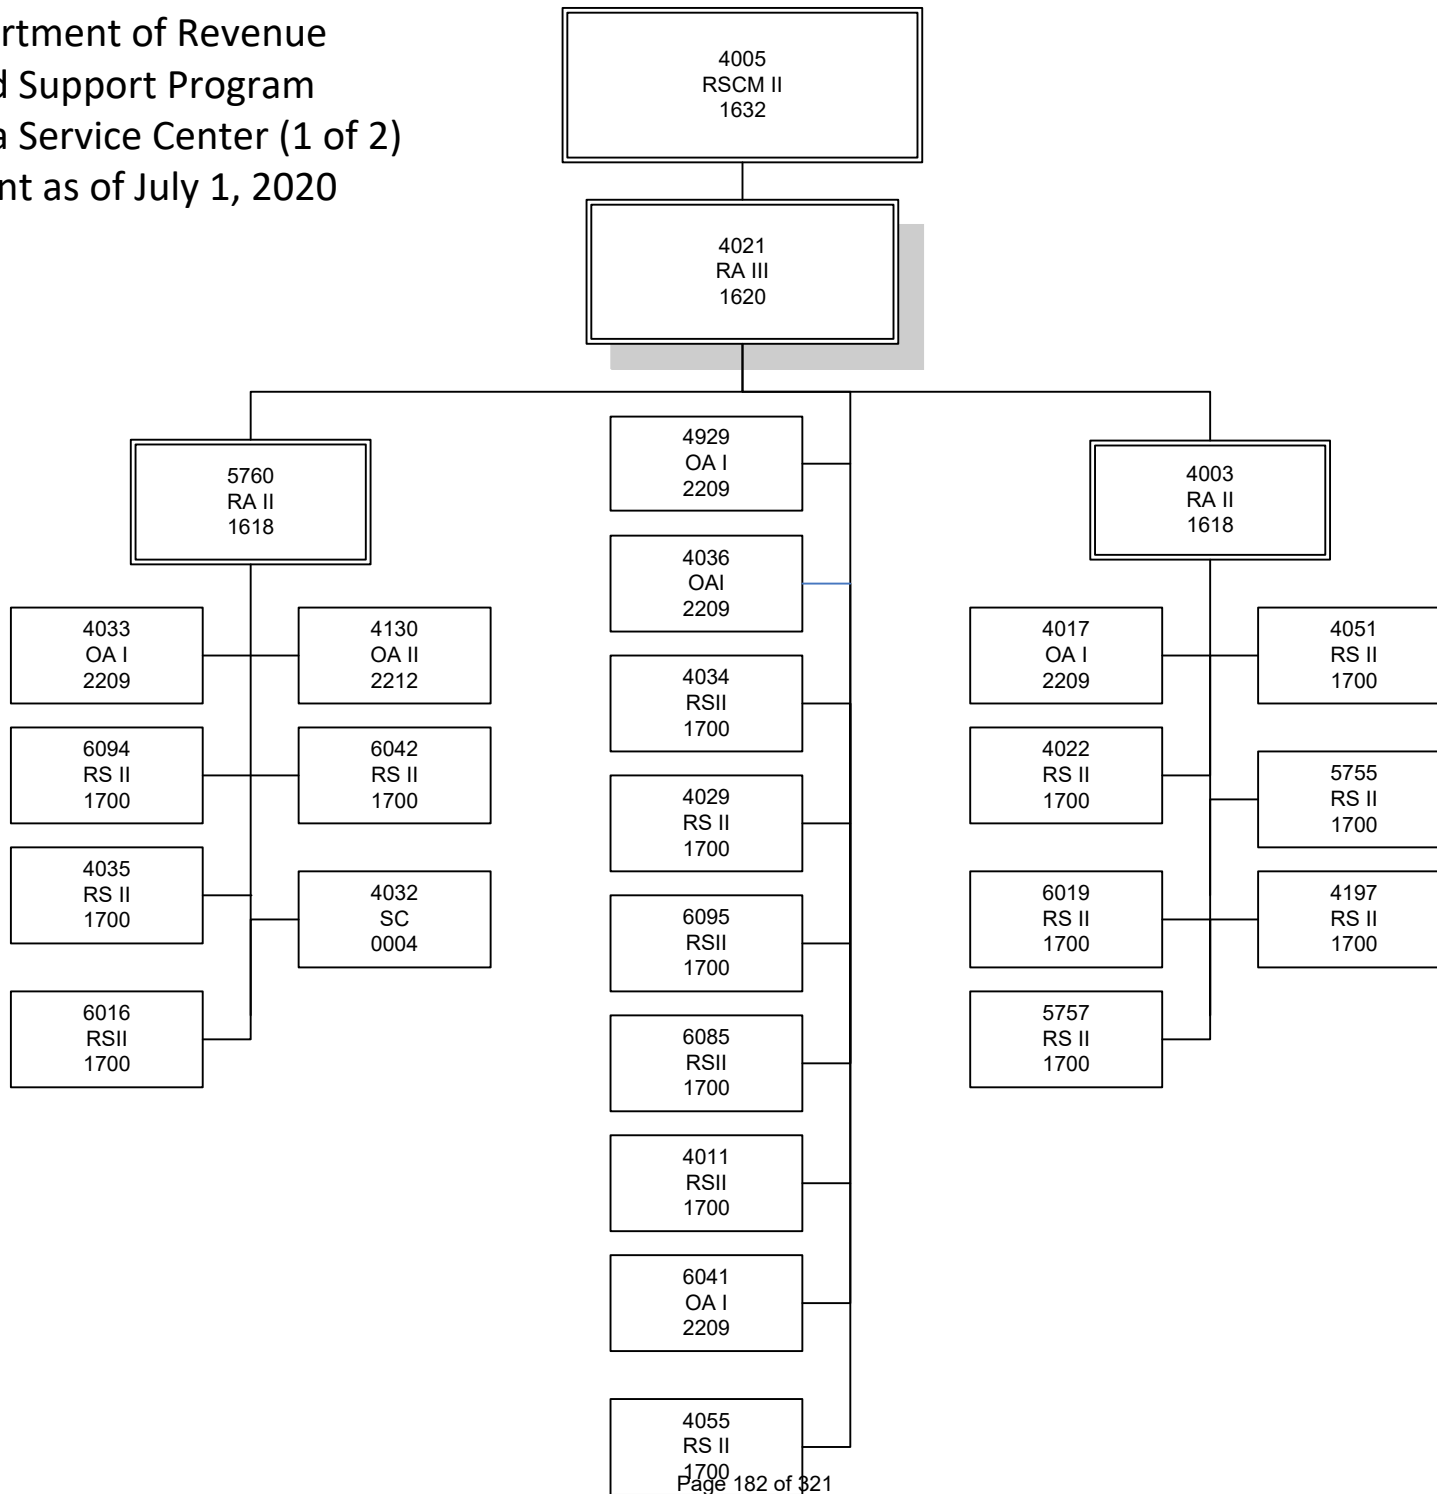 rtment of Revenue
d Support Program
a Service Center (1 of 2)
nt as of July 1, 2020
4005
RSCM II
1632
4021
RA III
1620
5760
RA II
1618
4033
OA I
2209
4130
OA II
2212
6094
RS II
1700
6042
RS II
1700
4035
RS II
1700
4032
SC
0004
6016
RSII
1700
4929
OA I
2209
4036
OAI
2209
4034
RSII
1700
4029
RS II
1700
6095
RSII
1700
6085
RSII
1700
4011
RSII
1700
6041
OA I
2209
4055
RS II
1700
4003
RA II
1618
4017
OA I
2209
4051
RS II
1700
4022
RS II
1700
5755
RS II
1700
6019
RS II
1700
4197
RS II
1700
5757
RS II
1700
Page 182 of 321